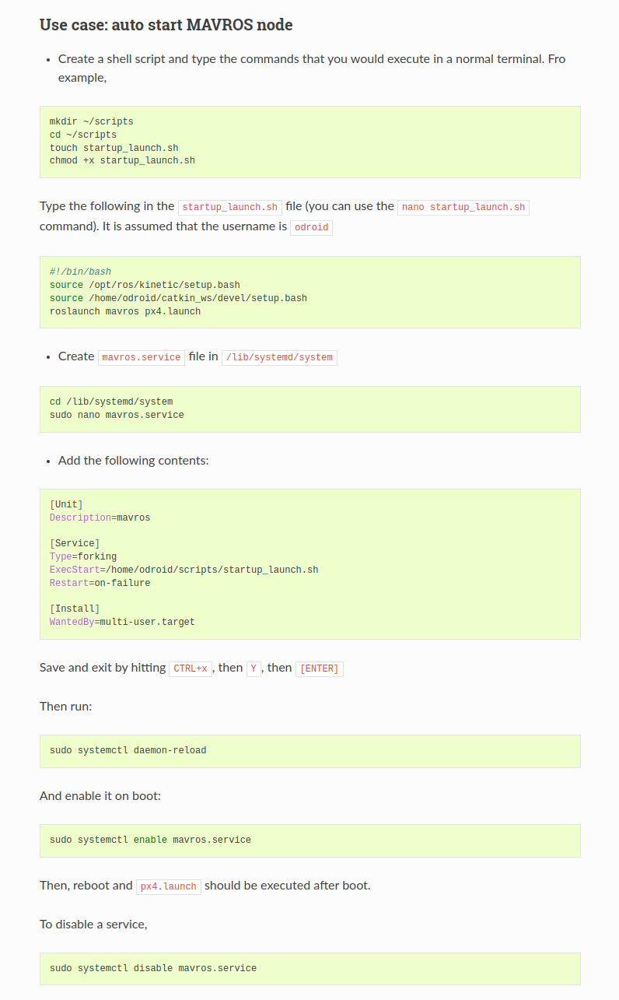 Use case: auto start MAVROS node
• Create a shell script and type the commands that you would execute in a normal terminal. Fro
example,
mkdir ~/scripts
cd ~/scripts
touch startup_launch.sh
chmod +x startup_launch.sh
Type the following in the startup_launch.sh file (you can use the nano startup_launch.sh
command). It is assumed that the username is odroid
#!/bin/bash
source /opt/ros/kinetic/setup.bash
source /home/odroid/catkin_ws/devel/setup.bash
roslaunch mavros px4.launch
• Create mavros.service file in /lib/systemd/system
cd /lib/systemd/system
sudo nano mavros.service
• Add the following contents:
[Unit]
Description=mavros
[Service]
Type=forking
ExecStart=/home/odroid/scripts/startup_launch.sh
Restart=on-failure
[Install]
WantedBy=multi-user.target
Save and exit by hitting CTRL+x, then Y, then [ENTER]
Then run:
sudo systemctl daemon-reload
And enable it on boot:
sudo systemctl enable mavros.service
Then, reboot and px4.launch should be executed after boot.
To disable a service,
sudo systemctl disable mavros.service